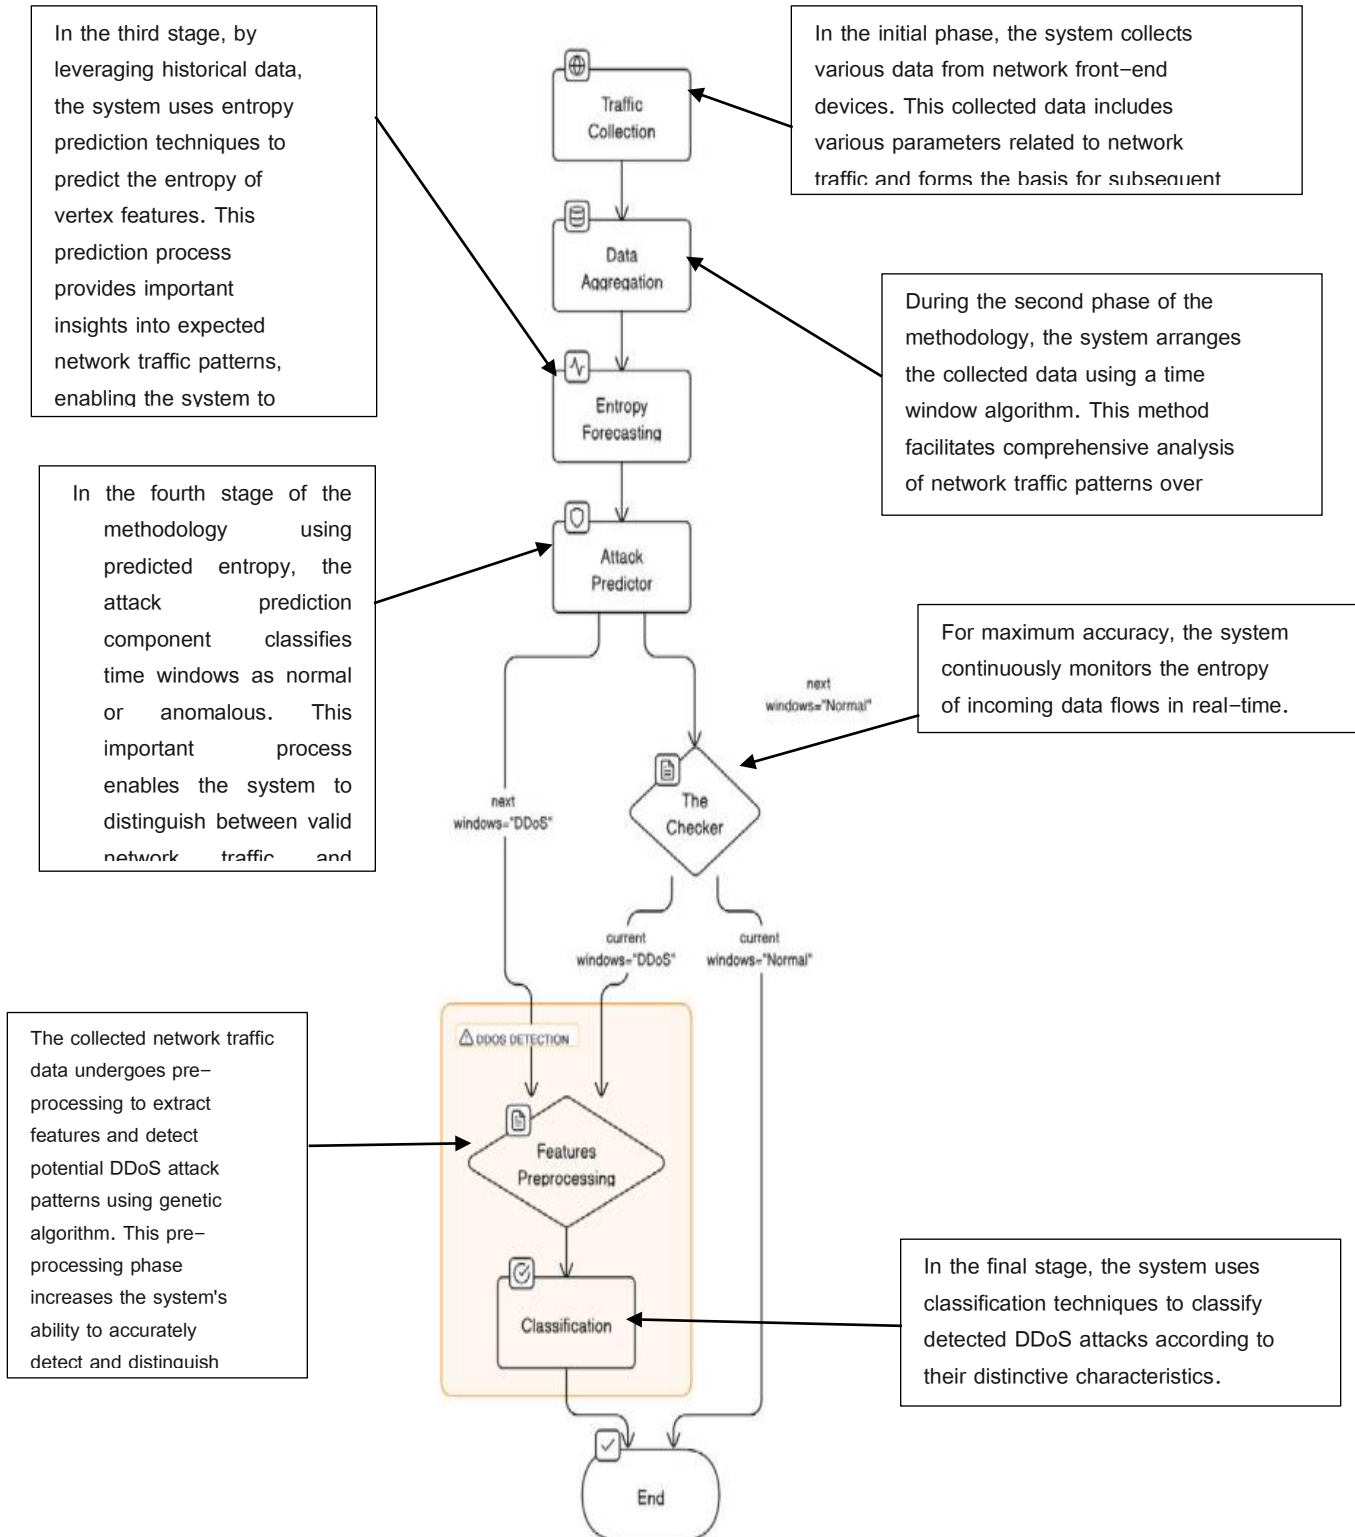 In the third stage, by
leveraging historical data,
the system uses entropy
prediction techniques to
predict the entropy of
vertex features. This
prediction process
provides important
insights into expected
network traffic patterns,
enabling the system to
In the initial phase, the system collects
various data from network front-end
devices. This collected data includes
various parameters related to network
traffic and forms the basis for subsequent
Traffic
Collection
Data
Aggregation
During the second phase of the
methodology, the system arranges
the collected data using a time
window algorithm. This method
facilitates comprehensive analysis
of network traffic patterns over
Entropy
Forecasting
In the fourth stage of the
methodology using
predicted entropy, the
attack prediction
component classifies
time windows as normal
or anomalous. This
important process
enables the system to
distinguish between valid
network traffic and
Attack
Predictor
For maximum accuracy, the system
continuously monitors the entropy
of incoming data flows in real-time.
next
windows="Normal"
next
windows="DDoS"
The
Checker
current
windows="DDoS"
current
windows="Normal"
The collected network traffic
data undergoes pre-
processing to extract
features and detect
potential DDoS attack
patterns using genetic
algorithm. This pre-
processing phase
increases the system's
ability to accurately
detect and distinguish
DDOS DETECTION
Features
Preprocessing
Classification
In the final stage, the system uses
classification techniques to classify
detected DDoS attacks according to
their distinctive characteristics.
End